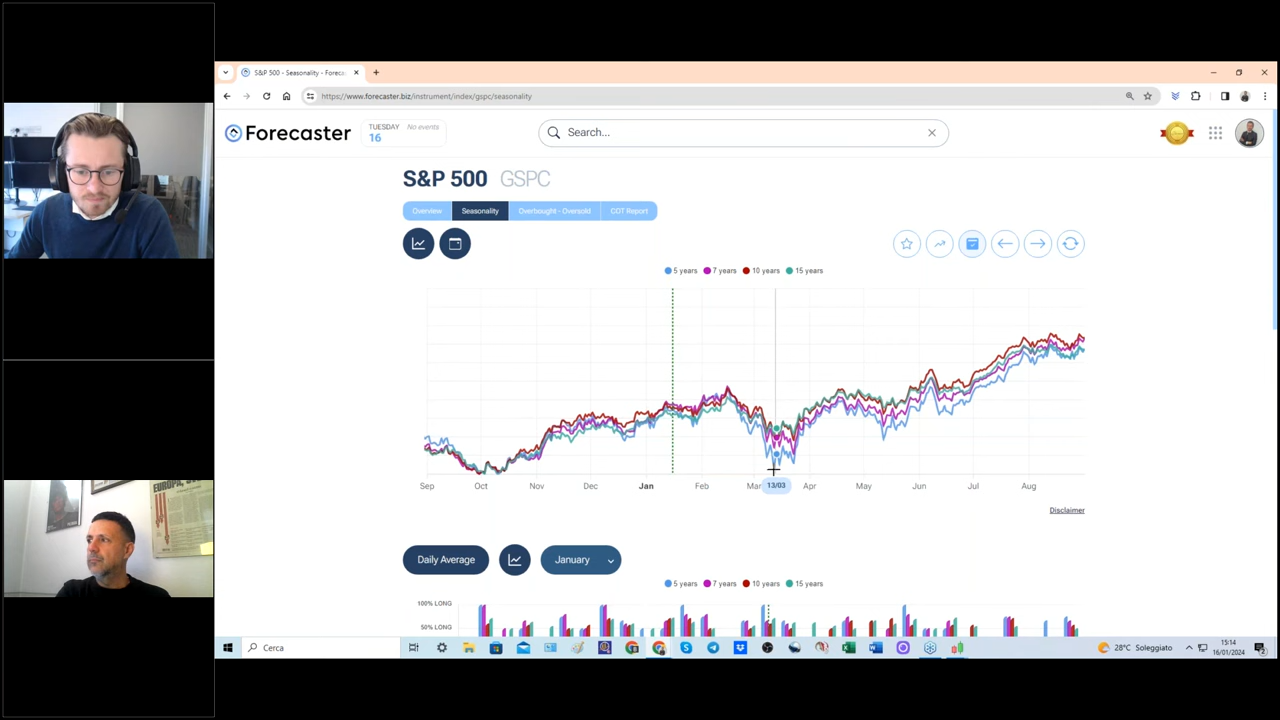 S&P 500 - Seasonality - Foreca
https://www.forecaster.biz/instrument/index/gspc/seasonality
Forecaster
TUESDAY
16
No events
Search...
S&P 500 GSPC
Overview
Seasonality
Overbought - Oversold
COT Report
5 years
7 years
10 years
15 years
Sep
Oct
Nov
Dec
Jan
Feb
Mar
13/03
Apr
May
Jun
Jul
Aug
Disclaimer
Daily Average
January
5 years
7 years
10 years
15 years
100% LONG
50% LONG
Cerca
28°C Soleggiato
15:14
16/01/2024
EUROPA,